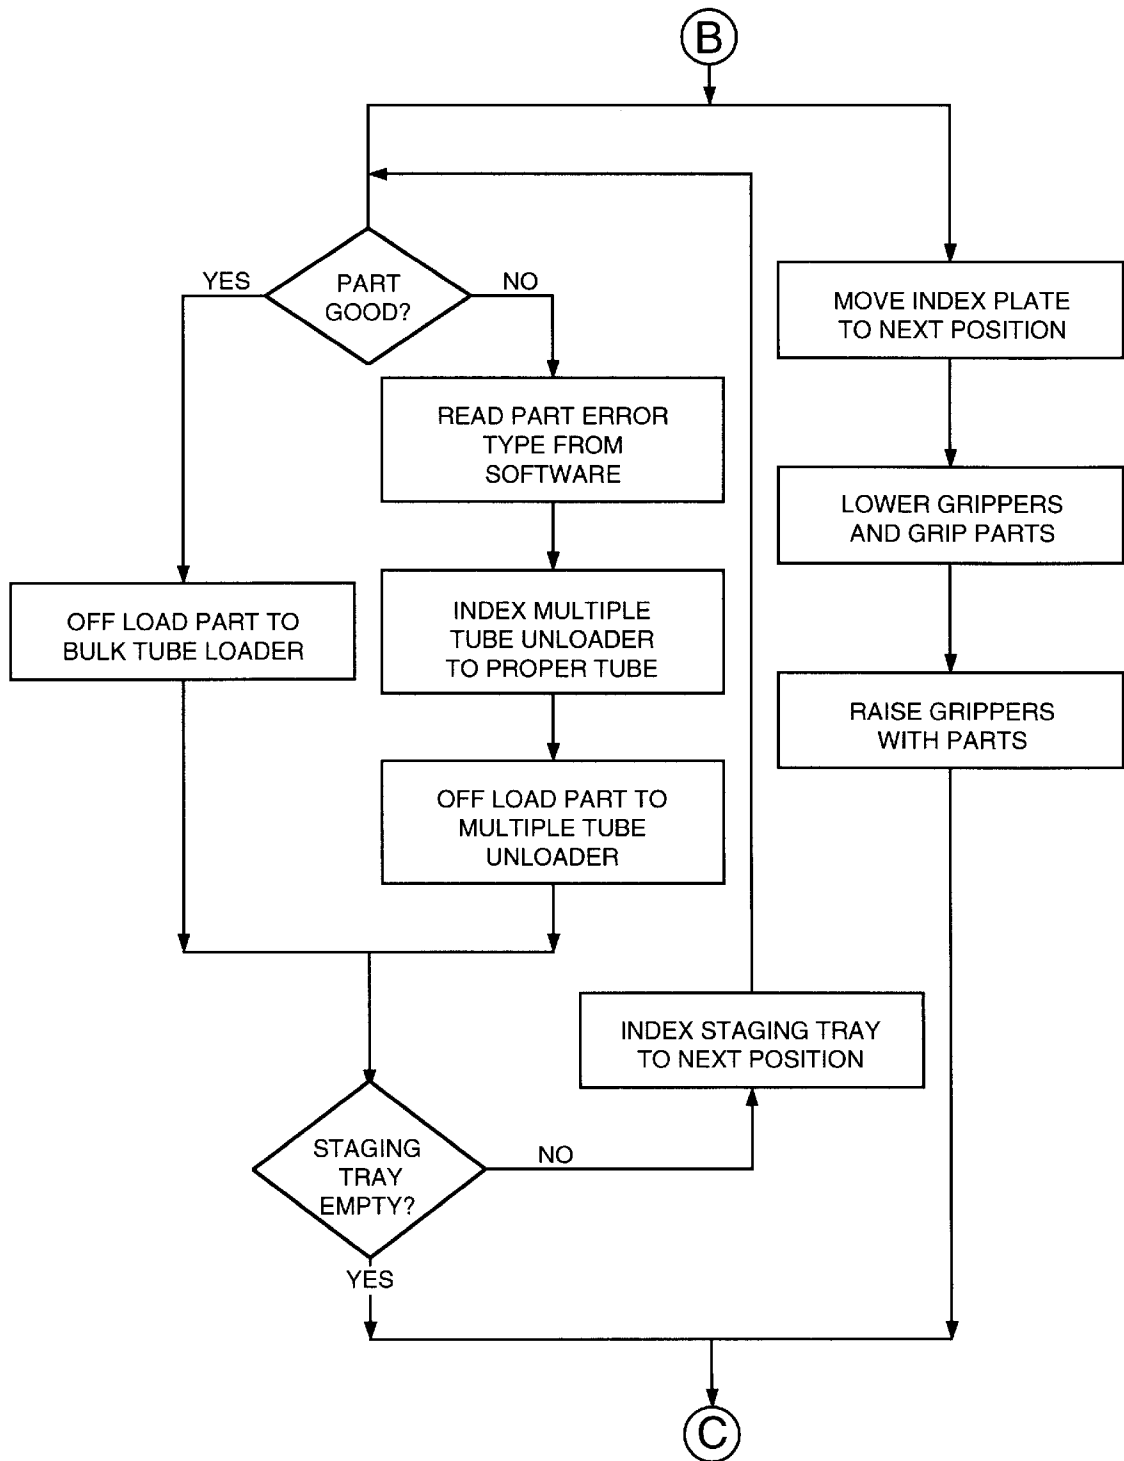 B
YES
PART
GOOD?
NO
MOVE INDEX PLATE
TO NEXT POSITION
READ PART ERROR
TYPE FROM
SOFTWARE
LOWER GRIPPERS
AND GRIP PARTS
OFF LOAD PART TO
BULK TUBE LOADER
INDEX MULTIPLE
TUBE UNLOADER
TO PROPER TUBE
RAISE GRIPPERS
WITH PARTS
OFF LOAD PART TO
MULTIPLE TUBE
UNLOADER
INDEX STAGING TRAY
TO NEXT POSITION
STAGING
TRAY
EMPTY?
NO
YES
C